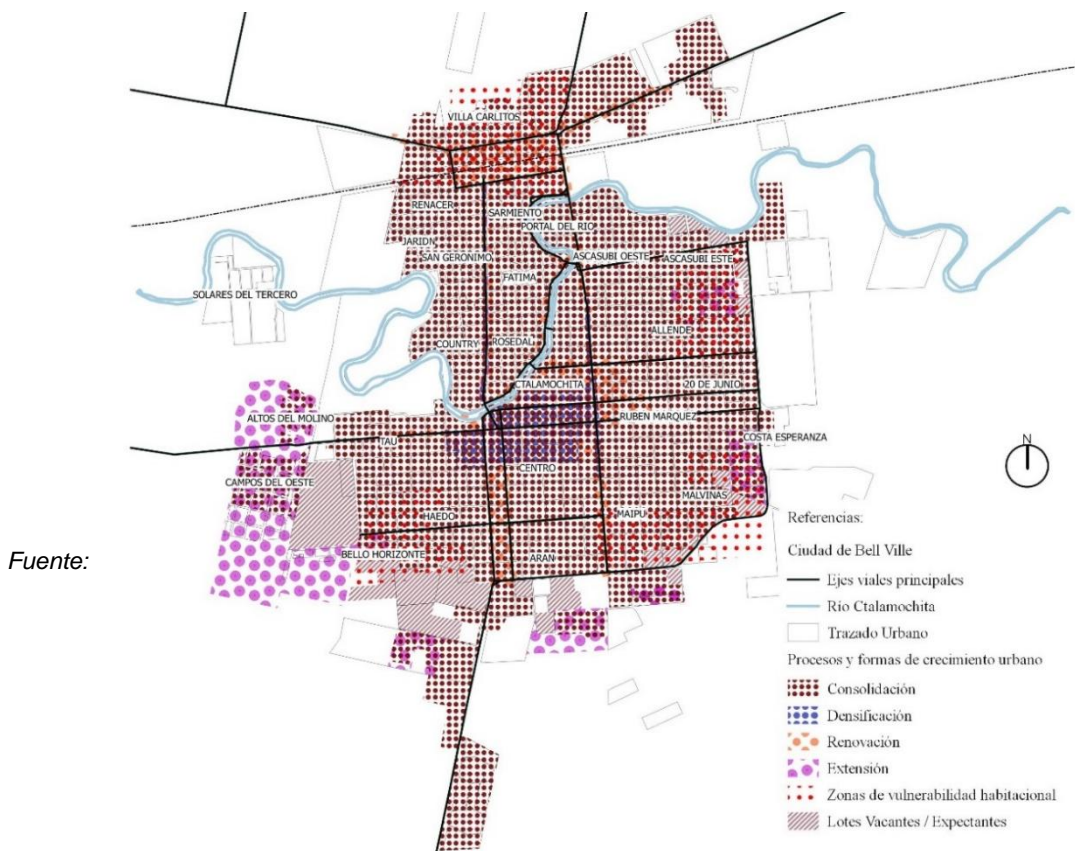 VILLA CARLITOS
RENACER
SARMIENTO
PORTAL DEL RIO
JARIDN
SAN GERONIMO
ASCASUBI OESTE
ASCASUBI ESTE
FATIMA
SOLARES DEL TERCERO
ALLENDE
COUNTRY
ROSEDAL
CTALAMOCHITA
20 DE JUNIO
ALTOS DEL MOLINO
RUBEN MARQUEZ
TAU
COSTA ESPERANZA
CENTRO
CAMPOS DEL OESTE
MALVINAS
HAEDO
MAIPU
BELLO HORIZONTE
ARAN
N
Fuente:
Referencias:
Ciudad de Bell Ville
Ejes viales principales
Río Ctalamochita
Trazado Urbano
Procesos y formas de crecimiento urbano
Consolidación
Densificación
Renovación
Extensión
Zonas de vulnerabilidad habitacional
Lotes Vacantes / Expectantes